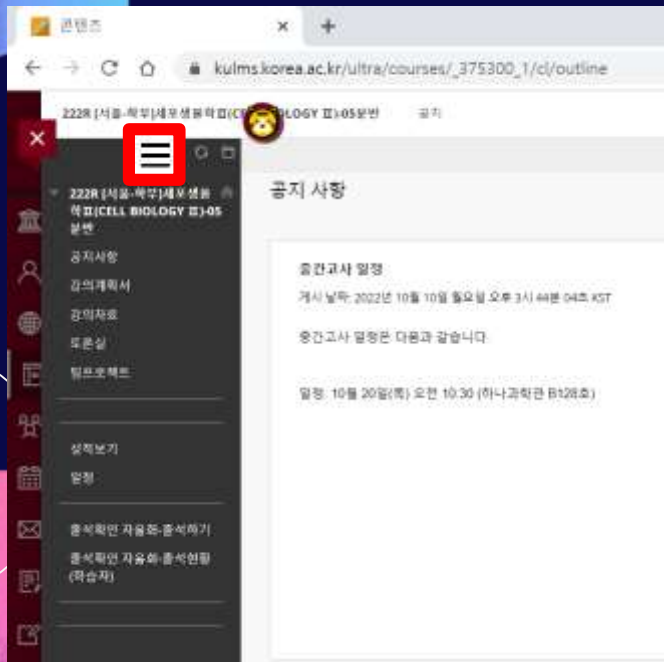 콘텐츠
kulms.korea.ac.kr/ultra/courses/_375300_1/cl/outline
222R [서울-학부]세포생물학Ⅱ(CE BIOLOGY Ⅱ)-05분반 공지
222R [서울-학부]세포생물
학Ⅱ(CELL BIOLOGY Ⅱ)-05
분반
공지사항
강의계획서
강의자료
토론실
팀프로젝트
성적보기
일정
출석확인 자율화-출석하기
출석확인 자율화-출석현황
(학습자)
공지 사항
중간고사 일정
게시 날짜: 2022년 10월 10일 월요일 오후 3시 44분 04초 KST
중간고사 일정은 다음과 같습니다.
일정: 10월 20일(목) 오전 10:30 (하나과학관 B128호)